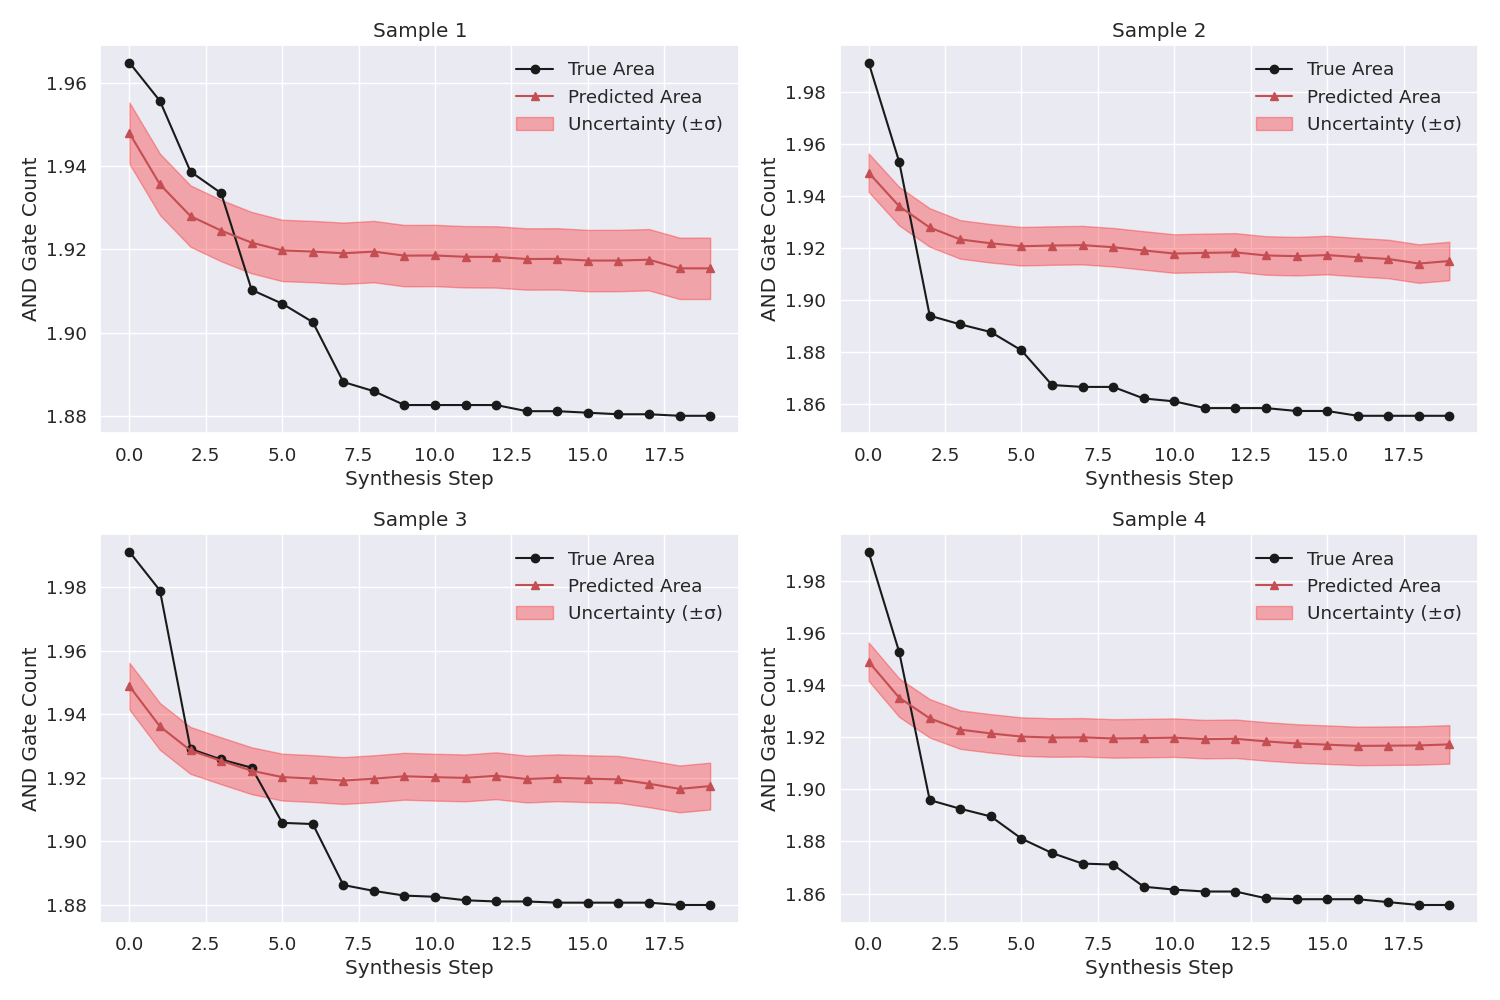 Sample 1
AND Gate Count
1.96
1.94
1.92
1.90
1.88
True Area
Predicted Area
Uncertainty (±σ)
0.0 2.5 5.0 7.5 10.0 12.5 15.0 17.5
Synthesis Step
Sample 2
AND Gate Count
1.98
1.96
1.94
1.92
1.90
1.88
1.86
True Area
Predicted Area
Uncertainty (±σ)
0.0 2.5 5.0 7.5 10.0 12.5 15.0 17.5
Synthesis Step
Sample 3
AND Gate Count
1.98
1.96
1.94
1.92
1.90
1.88
True Area
Predicted Area
Uncertainty (±σ)
0.0 2.5 5.0 7.5 10.0 12.5 15.0 17.5
Synthesis Step
Sample 4
AND Gate Count
1.98
1.96
1.94
1.92
1.90
1.88
1.86
True Area
Predicted Area
Uncertainty (±σ)
0.0 2.5 5.0 7.5 10.0 12.5 15.0 17.5
Synthesis Step